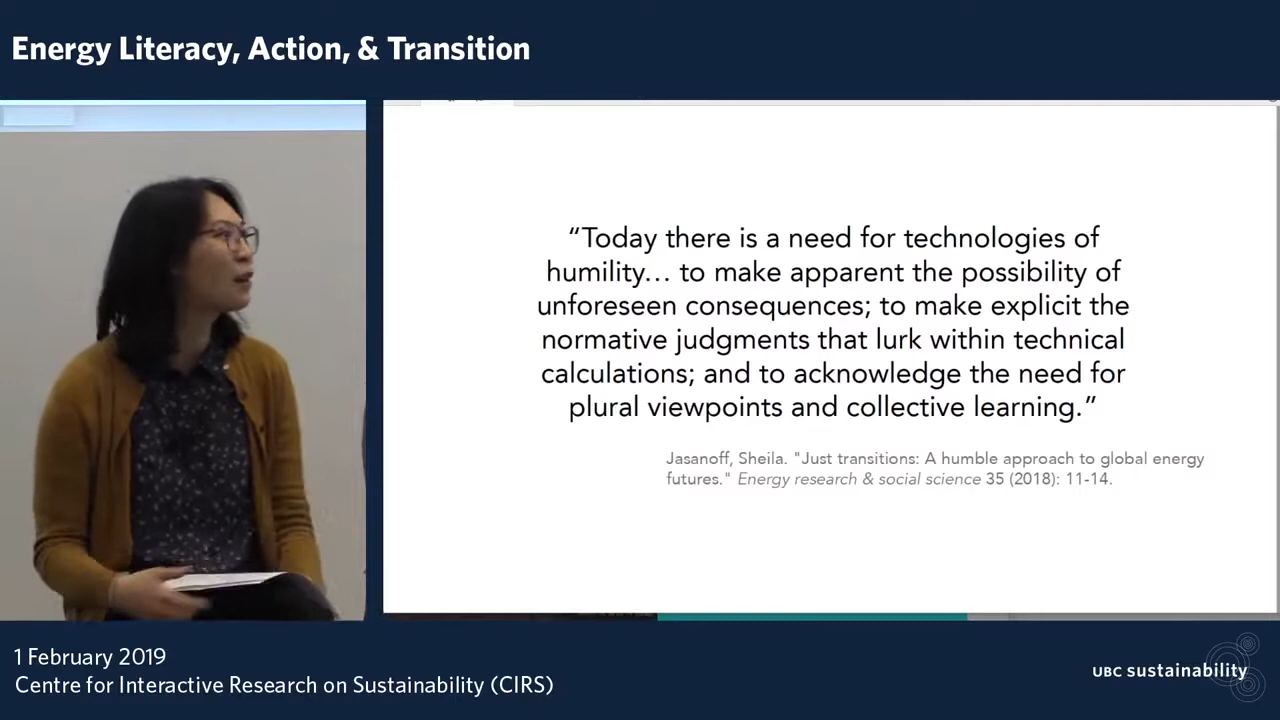 Energy Literacy, Action, & Transition
“Today there is a need for technologies of
humility… to make apparent the possibility of
unforeseen consequences; to make explicit the
normative judgments that lurk within technical
calculations; and to acknowledge the need for
plural viewpoints and collective learning.”
Jasanoff, Sheila. "Just transitions: A humble approach to global energy
futures." Energy research & social science 35 (2018): 11-14.
1 February 2019
Centre for Interactive Research on Sustainability (CIRS)
UBC sustainability